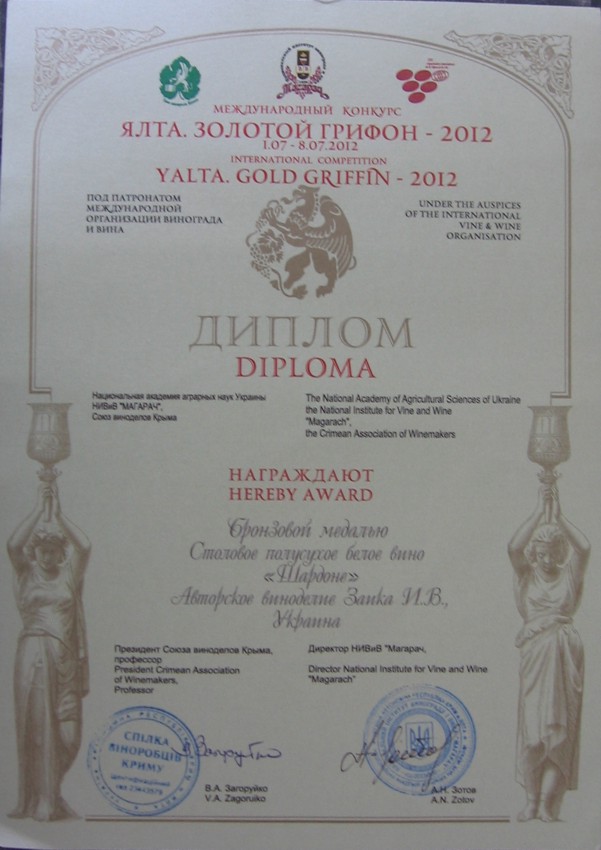 МЕЖДУНАРОДНЫЙ КОНКУРС
ЯЛТА. ЗОЛОТОЙ ГРИФОН - 2012
1.07 - 8.07.2012
INTERNATIONAL COMPETITION
YALTA. GOLD GRIFFIN - 2012
ПОД ПАТРОНАТОМ
МЕЖДУНАРОДНОЙ
ОРГАНИЗАЦИИ ВИНОГРАДА
И ВИНА
UNDER THE AUSPICES
OF THE INTERNATIONAL
VINE & WINE
ORGANISATION
ДИПЛОМ
DIPLOMA
Национальная академия аграрных наук Украины
НИВиВ "МАГАРАЧ",
Союз виноделов Крыма
The National Academy of Agricultural Sciences of Ukraine
the National Institute for Vine and Wine
"Magarach",
the Crimean Association of Winemakers
НАГРАЖДАЮТ
HEREBY AWARD
Бронзовой медалью
Столовое полусухое белое вино
«Шардоне»
Авторское виноделие Заика И.В.,
Украина
Президент Союза виноделов Крыма,
профессор
President Crimean Association
of Winemakers,
Professor
Директор НИВиВ "Магарач,
Director National Institute for Vine and Wine
"Magarach"
СПІЛКА
ВИНОРОБЦІВ
КРИМУ
В.А. Загоруйко
V.A. Zagoruiko
А.Н. Зотов
A.N. Zotov